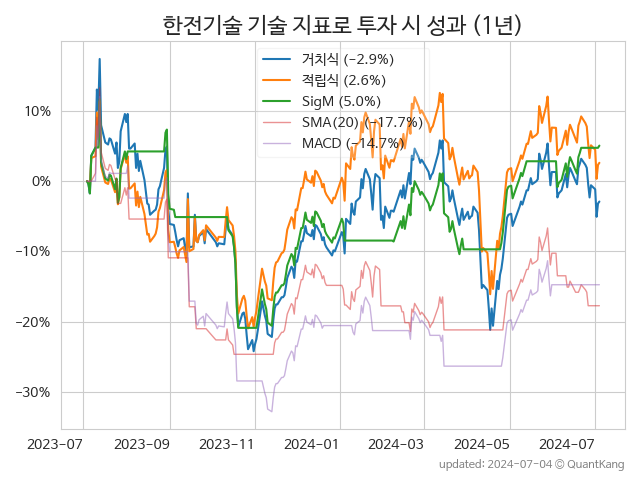 한전기술 기술 지표로 투자 시 성과 (1년)
거치식 (−2.9%)
적립식 (2.6%)
SigM (5.0%)
SMA(20) (−17.7%)
MACD (−14.7%)
10%
0%
−10%
−20%
−30%
2023-07 2023-09 2023-11 2024-01 2024-03 2024-05 2024-07
updated: 2024-07-04 © QuantKang